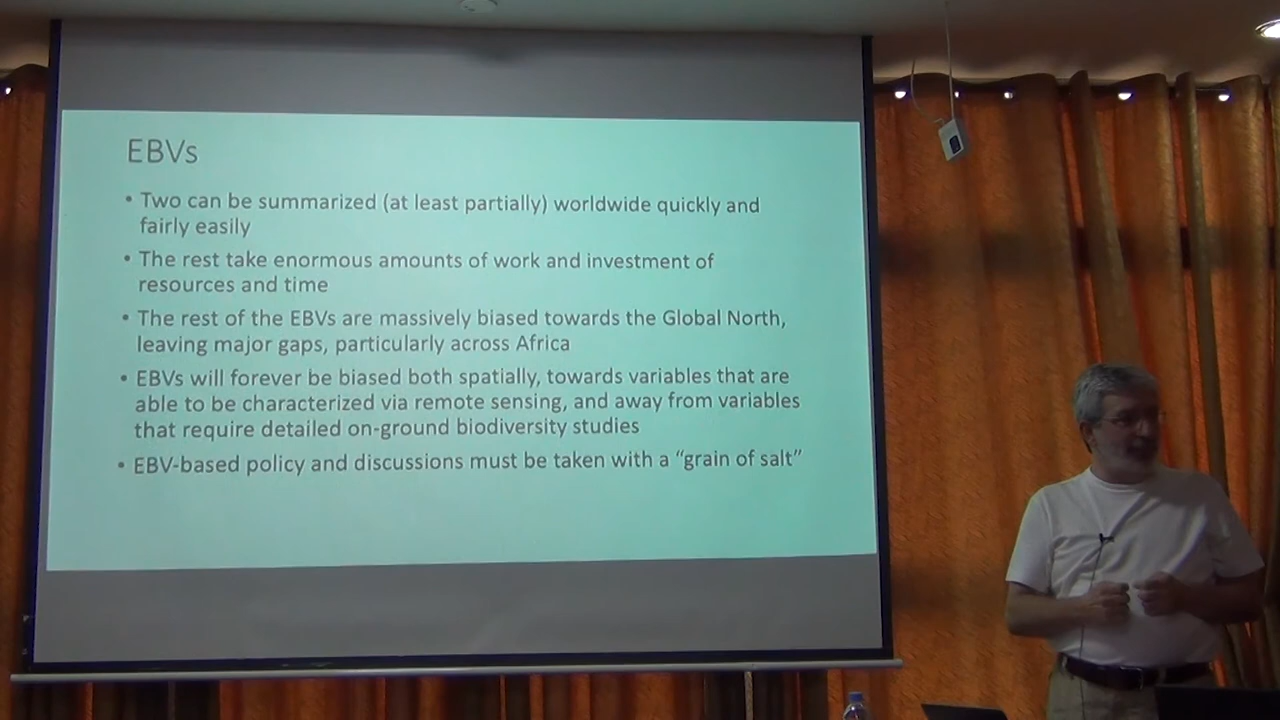 EBVs
• Two can be summarized (at least partially) worldwide quickly and
fairly easily
• The rest take enormous amounts of work and investment of
resources and time
• The rest of the EBVs are massively biased towards the Global North,
leaving major gaps, particularly across Africa
• EBVs will forever be biased both spatially, towards variables that are
able to be characterized via remote sensing, and away from variables
that require detailed on-ground biodiversity studies
• EBV-based policy and discussions must be taken with a “grain of salt”